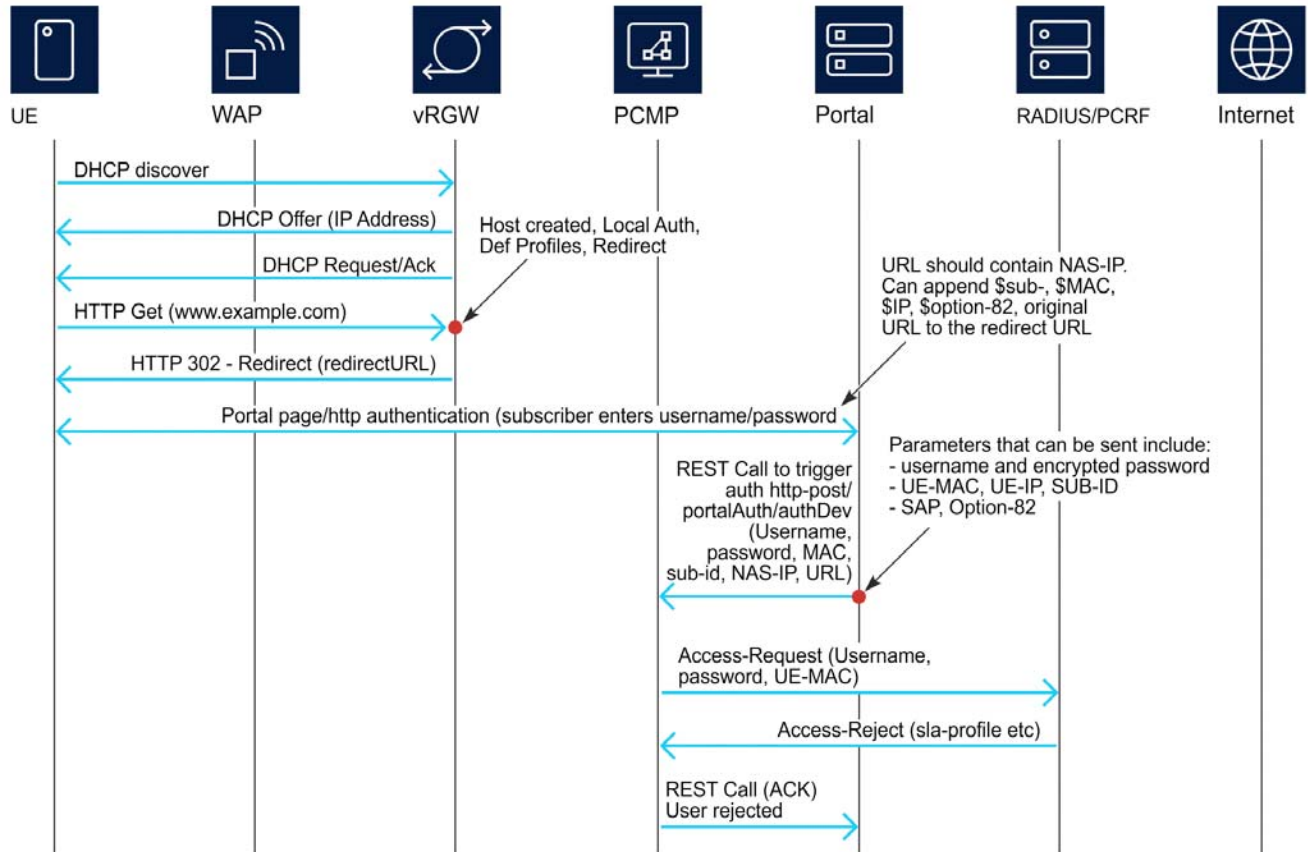 UE
WAP
vRGW
PCMP
Portal
RADIUS/PCRF
Internet
DHCP discover
DHCP Offer (IP Address)
Host created, Local Auth,
Def Profiles, Redirect
DHCP Request/Ack
URL should contain NAS-IP.
Can append $sub-, $MAC,
$IP, $option-82, original
URL to the redirect URL
HTTP Get (www.example.com)
HTTP 302 - Redirect (redirectURL)
Portal page/http authentication (subscriber enters username/password
Parameters that can be sent include:
- username and encrypted password
- UE-MAC, UE-IP, SUB-ID
- SAP, Option-82
REST Call to trigger
auth http-post/
portalAuth/authDev
(Username,
password, MAC,
sub-id, NAS-IP, URL)
Access-Request (Username,
password, UE-MAC)
Access-Reject (sla-profile etc)
REST Call (ACK)
User rejected